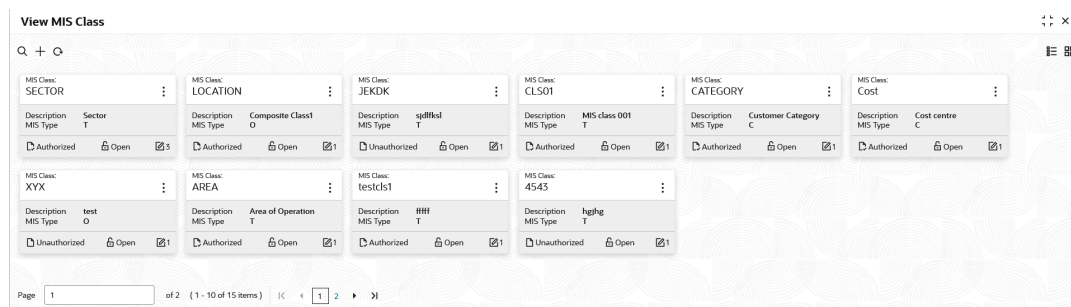 View MIS Class
MIS Class:
SECTOR
Description Sector
MIS Type T
Authorized Open 3
MIS Class:
LOCATION
Description Composite Class1
MIS Type O
Authorized Open 1
MIS Class:
JEKDK
Description sjdlfksl
MIS Type T
Unauthorized Open 1
MIS Class:
CLS01
Description MIS class 001
MIS Type T
Authorized Open 1
MIS Class:
CATEGORY
Description Customer Category
MIS Type C
Authorized Open 1
MIS Class:
Cost
Description Cost centre
MIS Type C
Authorized Open 1
MIS Class:
XYX
Description test
MIS Type O
Unauthorized Open 1
MIS Class:
AREA
Description Area of Operation
MIS Type T
Authorized Open 1
MIS Class:
testcls1
Description fffff
MIS Type T
Authorized Open 1
MIS Class:
4543
Description hgjhg
MIS Type T
Unauthorized Open 1
Page 1 of 2 ( 1 - 10 of 15 items ) 1 2